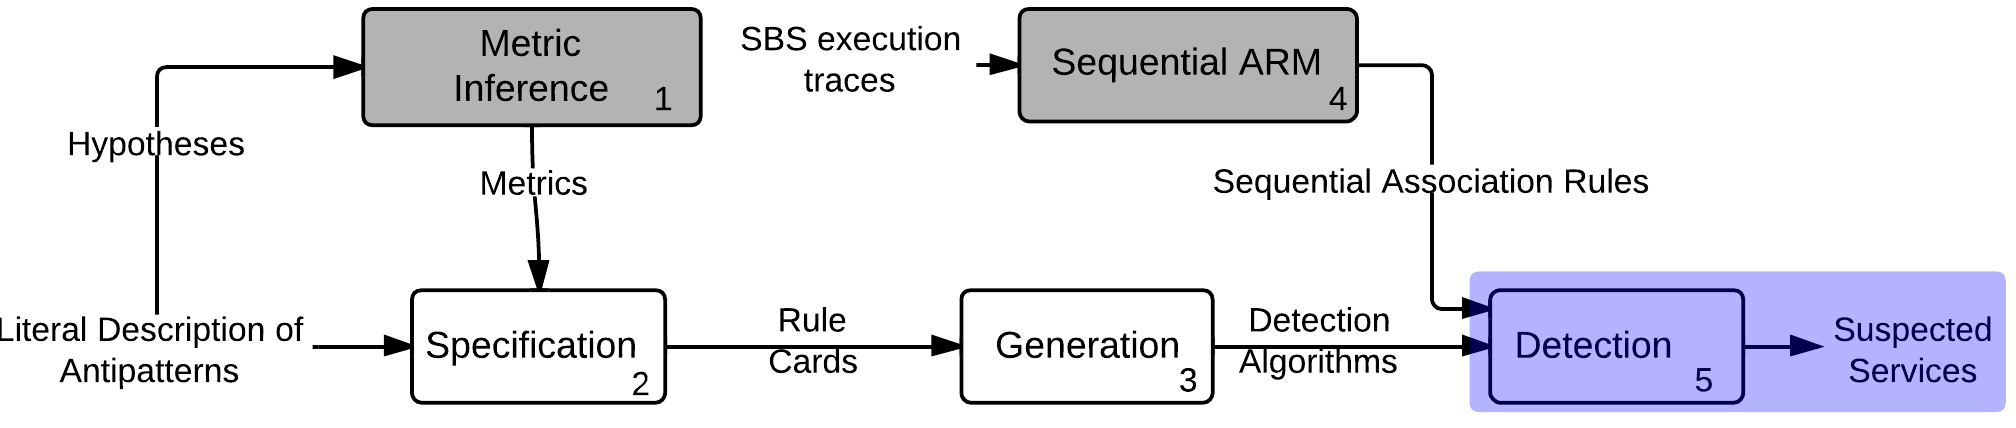 Metric
Inference
1
SBS execution
traces
Sequential ARM
4
Hypotheses
Metrics
Sequential Association Rules
Literal Description of
Antipatterns
Specification
2
Rule
Cards
Generation
3
Detection
Algorithms
Detection
5
Suspected
Services